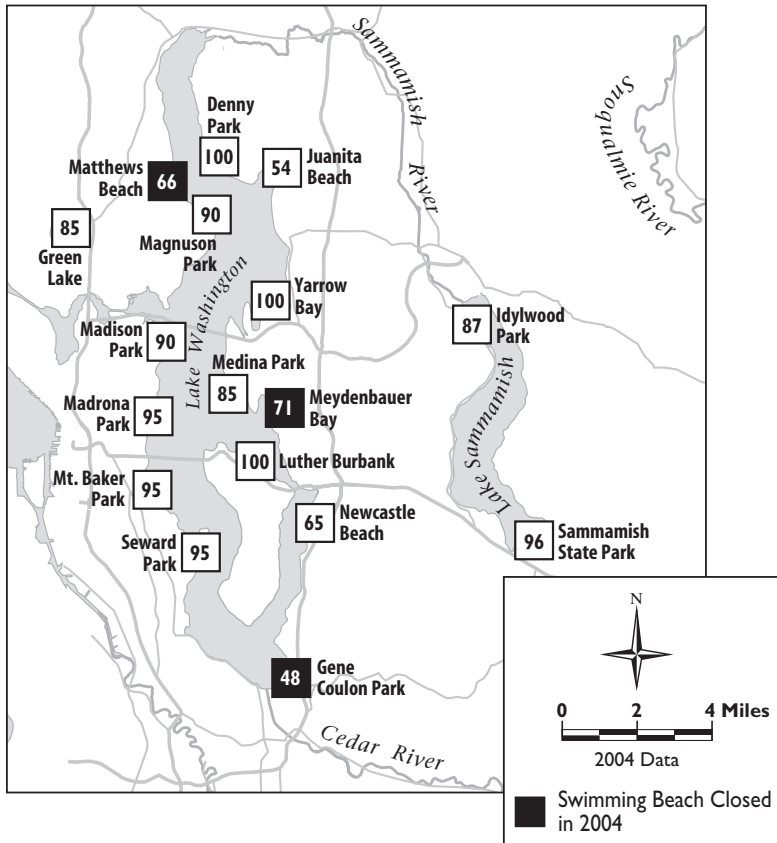 Sammamish
River
Snoqualmie River
Denny
Park
100
54
Juanita
Beach
Matthews
Beach
66
90
Magnuson
Park
85
Green
Lake
Lake Washington
100
Yarrow
Bay
87
Idylwood
Park
Madison
Park
90
Medina Park
85
71
Meydenbauer
Bay
Lake Sammamish
Madrona
Park
95
100
Luther Burbank
Mt. Baker
Park
95
65
Newcastle
Beach
Seward
Park
95
96
Sammamish
State Park
48
Gene
Coulon Park
Cedar River
N
0 2 4 Miles
2004 Data
Swimming Beach Closed
in 2004